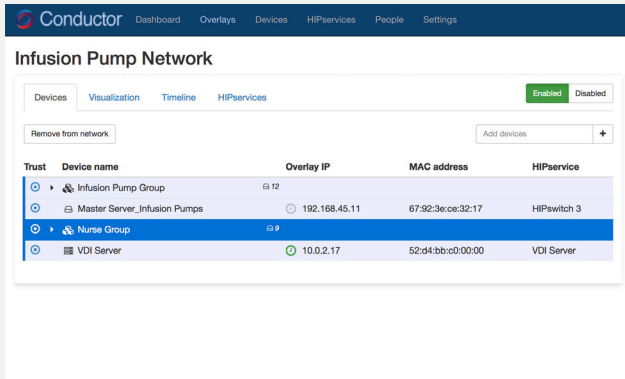 Conductor Dashboard Overlays Devices HIPservices People Settings
Infusion Pump Network
Devices Visualization Timeline HIPservices Enabled Disabled
Remove from network Add devices +
Trust Device name Overlay IP MAC address HIPservice
Infusion Pump Group 12
Master Server_Infusion Pumps 192.168.45.11 67:92:3e:ce:32:17 HIPswitch 3
Nurse Group 9
VDI Server 10.0.2.17 52:d4:bb:c0:00:00 VDI Server